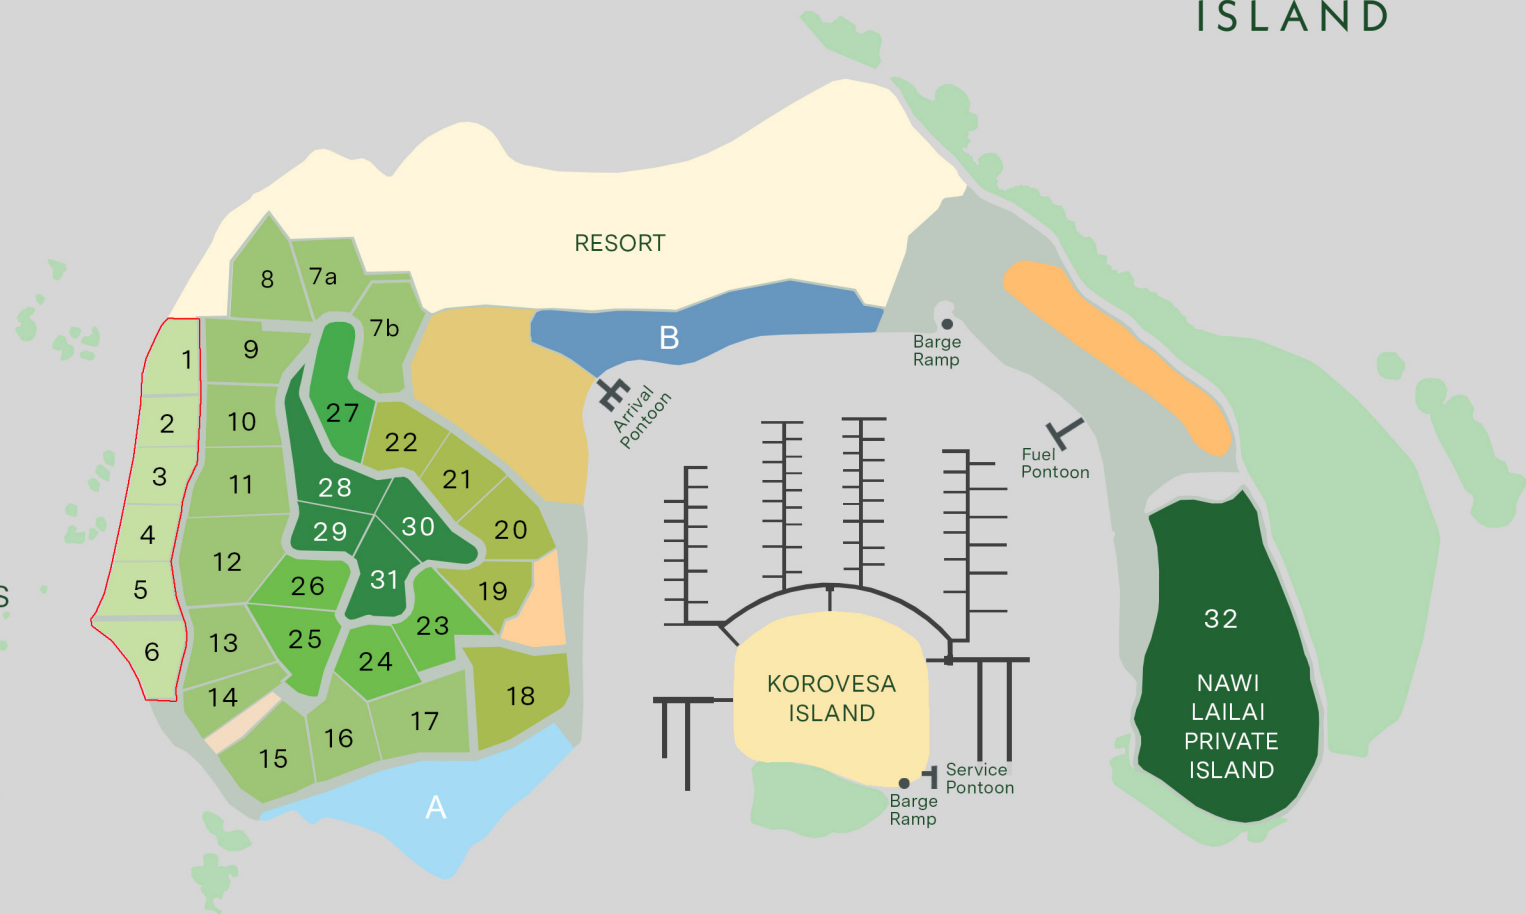 ISLAND
RESORT
8
7a
7b
B
Barge
Ramp
1
9
2
10
27
22
Arrival
Pontoon
3
11
28
21
Fuel
Pontoon
4
29
30
20
12
5
26
31
19
S
6
13
25
23
24
32
14
16
17
18
15
KOROVESA
ISLAND
NAWI
LAILAI
PRIVATE
ISLAND
Service
Pontoon
Barge
Ramp
A